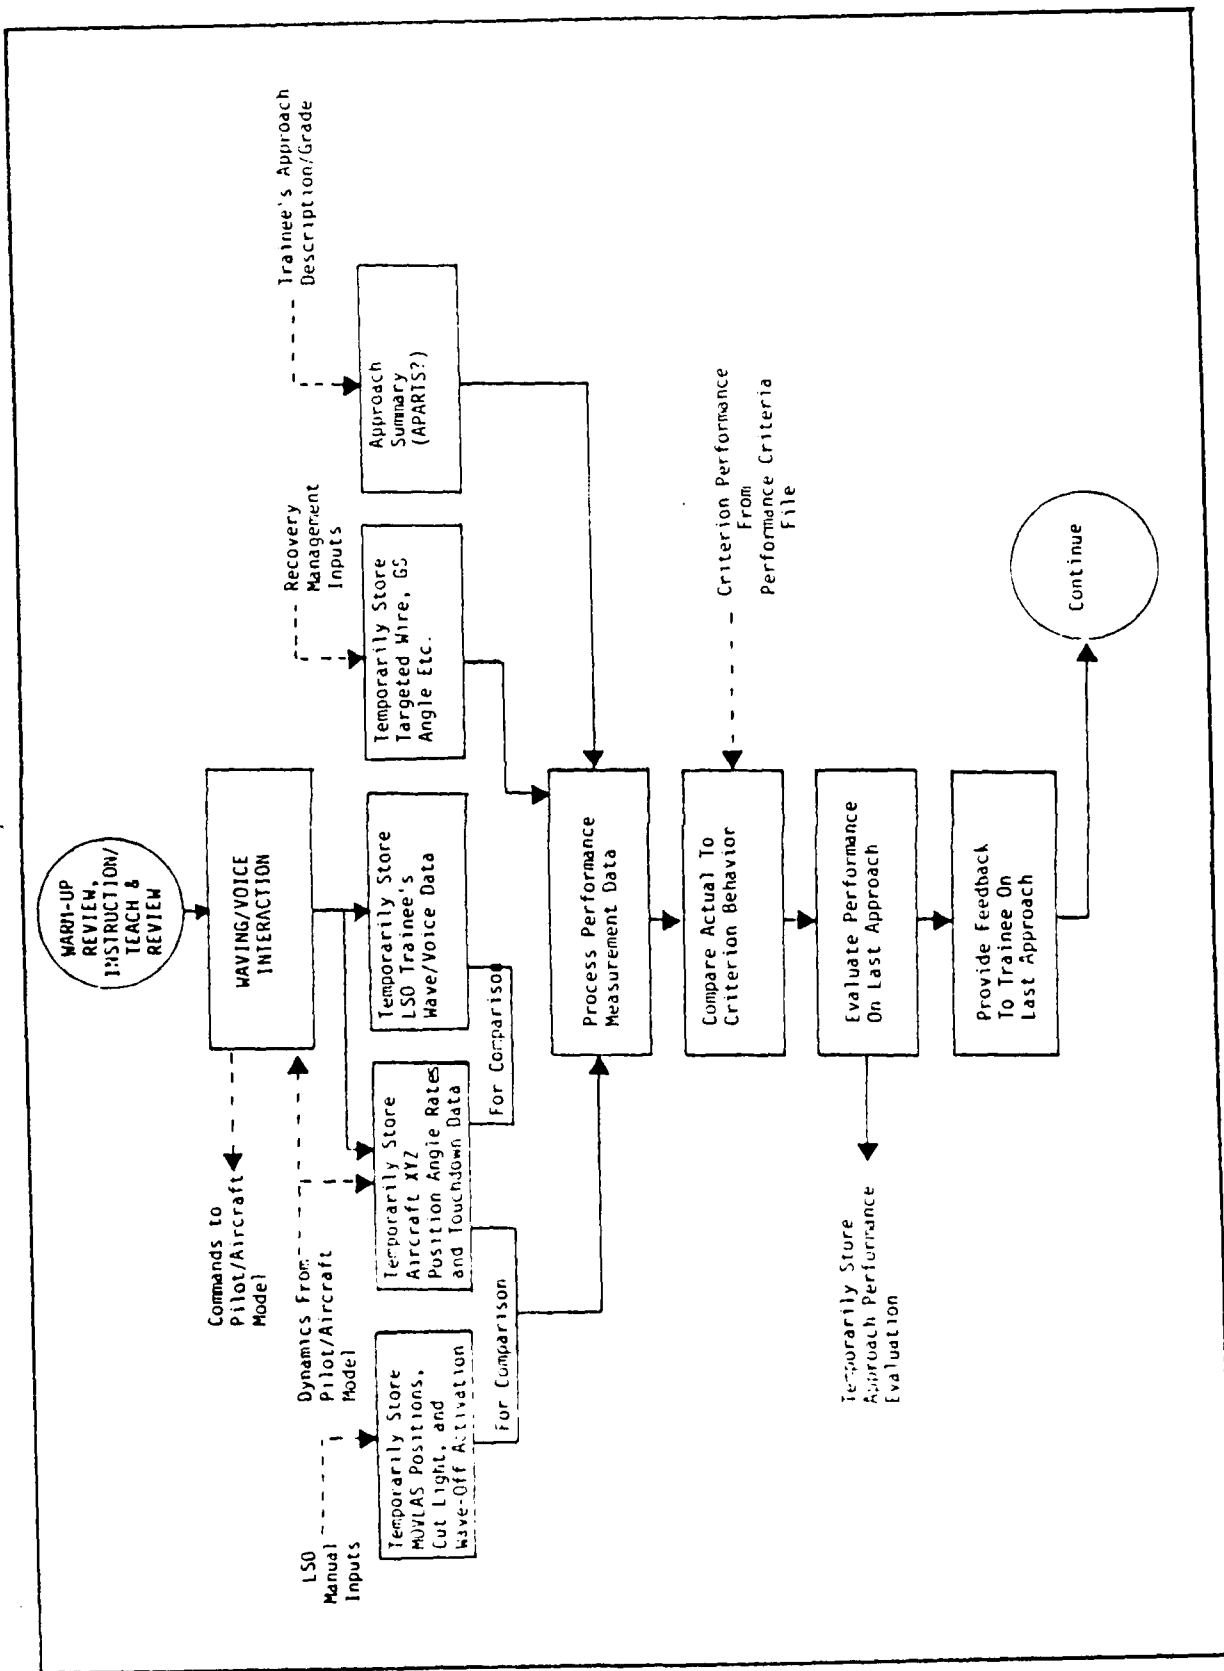 WARM-UP
REVIEW,
INSTRUCTION/
TEACH &
REVIEW
WAVING/VOICE
INTERACTION
Commands to
Pilot/Aircraft
Model
Dynamics From
Pilot/Aircraft
Model
LSO
Manual
Inputs
Recovery
Management
Inputs
Trainee's Approach
Description/Grade
Temporarily Store
MOVLAS Positions,
Cut Light, and
Wave-Off Activation
Temporarily Store
Aircraft XYZ
Position Angle Rates
and Touchdown Data
Temporarily Store
LSO Trainee's
Wave/Voice Data
Temporarily Store
Targeted Wire, GS
Angle Etc.
Approach
Summary
(APARTS?)
For Comparison
For Comparison
Process Performance
Measurement Data
Compare Actual To
Criterion Behavior
Criterion Performance
From
Performance Criteria
File
Evaluate Performance
On Last Approach
Temporarily Store
Approach Performance
Evaluation
Provide Feedback
To Trainee On
Last Approach
Continue